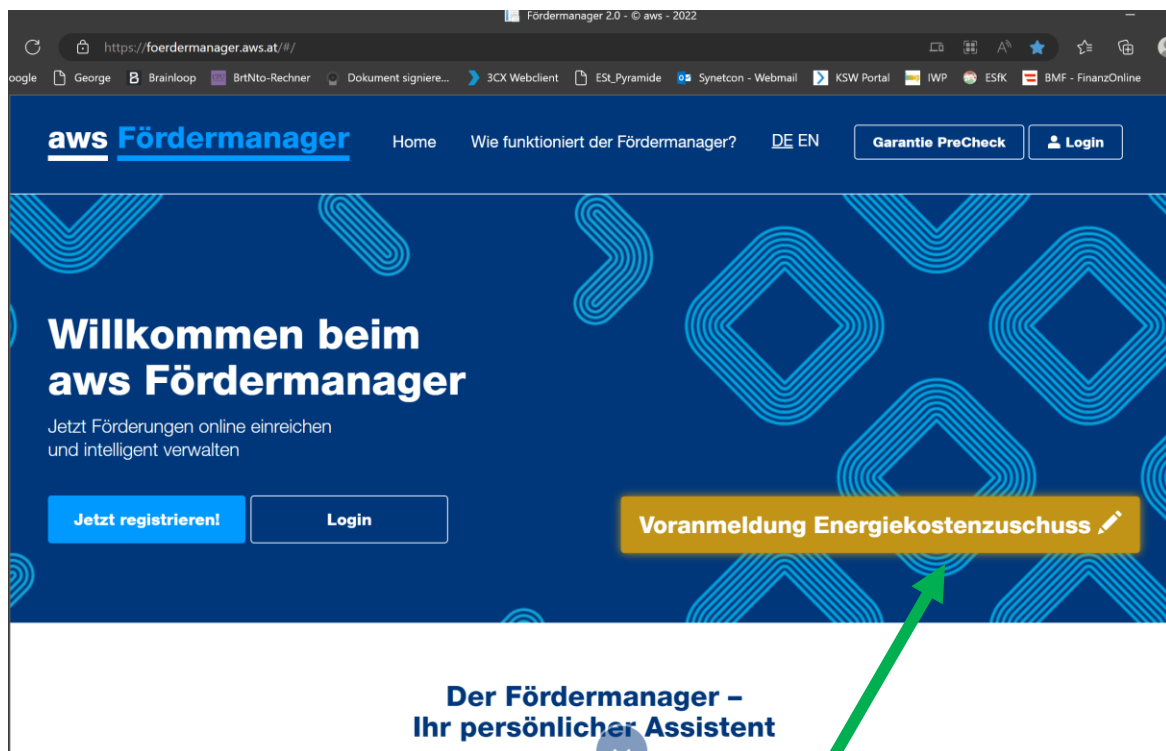 Fördermanager 2.0 - © aws - 2022
https://foerdermanager.aws.at/#/
oogle George Brainloop BrtNto-Rechner Dokument signiere... 3CX Webclient ESt_Pyramide Synetcon - Webmail KSW Portal IWP ESfK BMF - FinanzOnline
aws Fördermanager Home Wie funktioniert der Fördermanager? DE EN Garantie PreCheck Login
Willkommen beim
aws Fördermanager
Jetzt Förderungen online einreichen
und intelligent verwalten
Jetzt registrieren! Login
Voranmeldung Energiekostenzuschuss
Der Fördermanager –
Ihr persönlicher Assistent